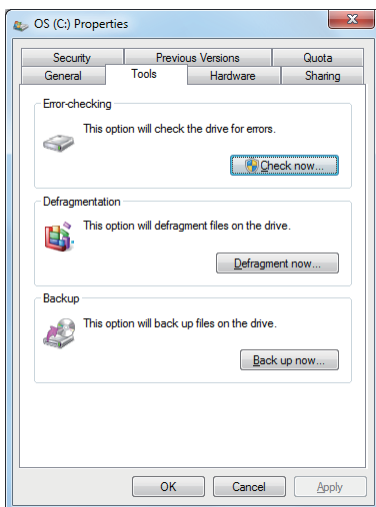 OS (C:) Properties
Security Previous Versions Quota
General Tools Hardware Sharing
Error-checking
This option will check the drive for errors.
Check now...
Defragmentation
This option will defragment files on the drive.
Defragment now...
Backup
This option will back up files on the drive.
Back up now...
OK Cancel Apply